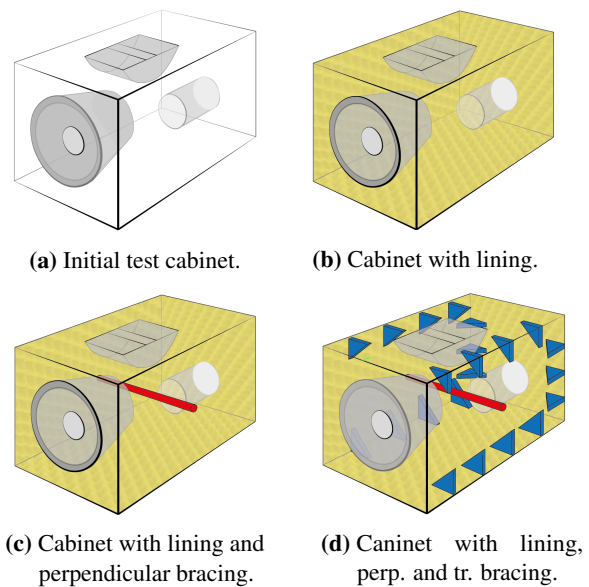 (a) Initial test cabinet.
(b) Cabinet with lining.
(c) Cabinet with lining and
perpendicular bracing.
(d) Caninet with lining,
perp. and tr. bracing.